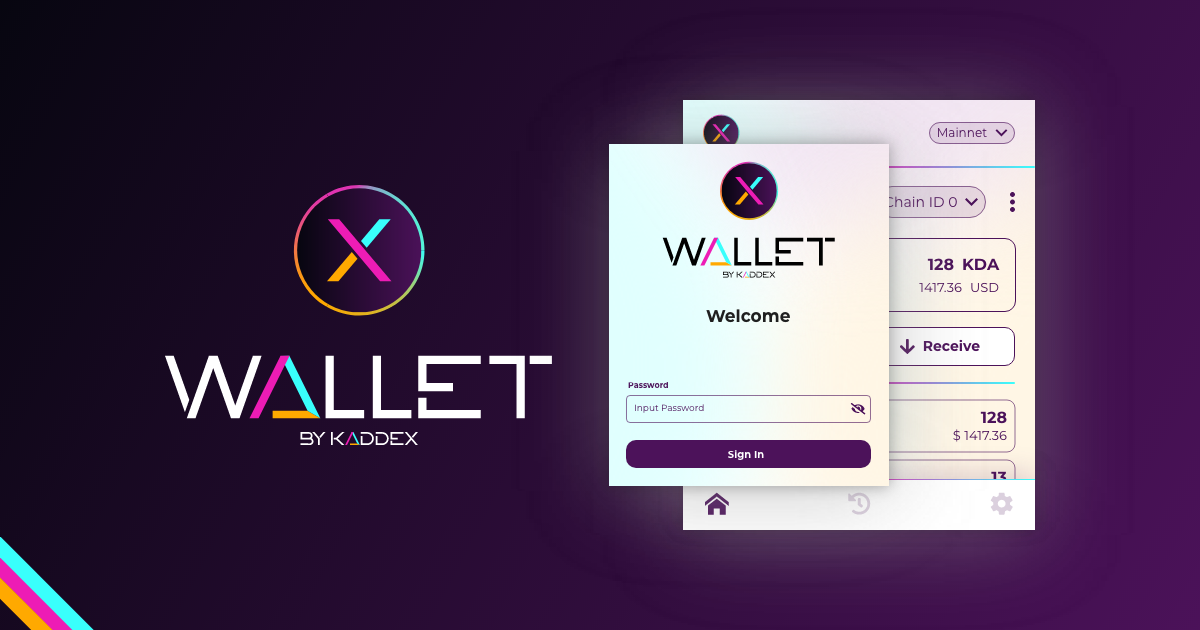 WALLET
BY KADDEX
WALLET
BY KADDEX
Welcome
Password
Input Password
Sign In
Mainnet
Chain ID 0
128 KDA
1417.36 USD
Receive
128
$ 1417.36
13